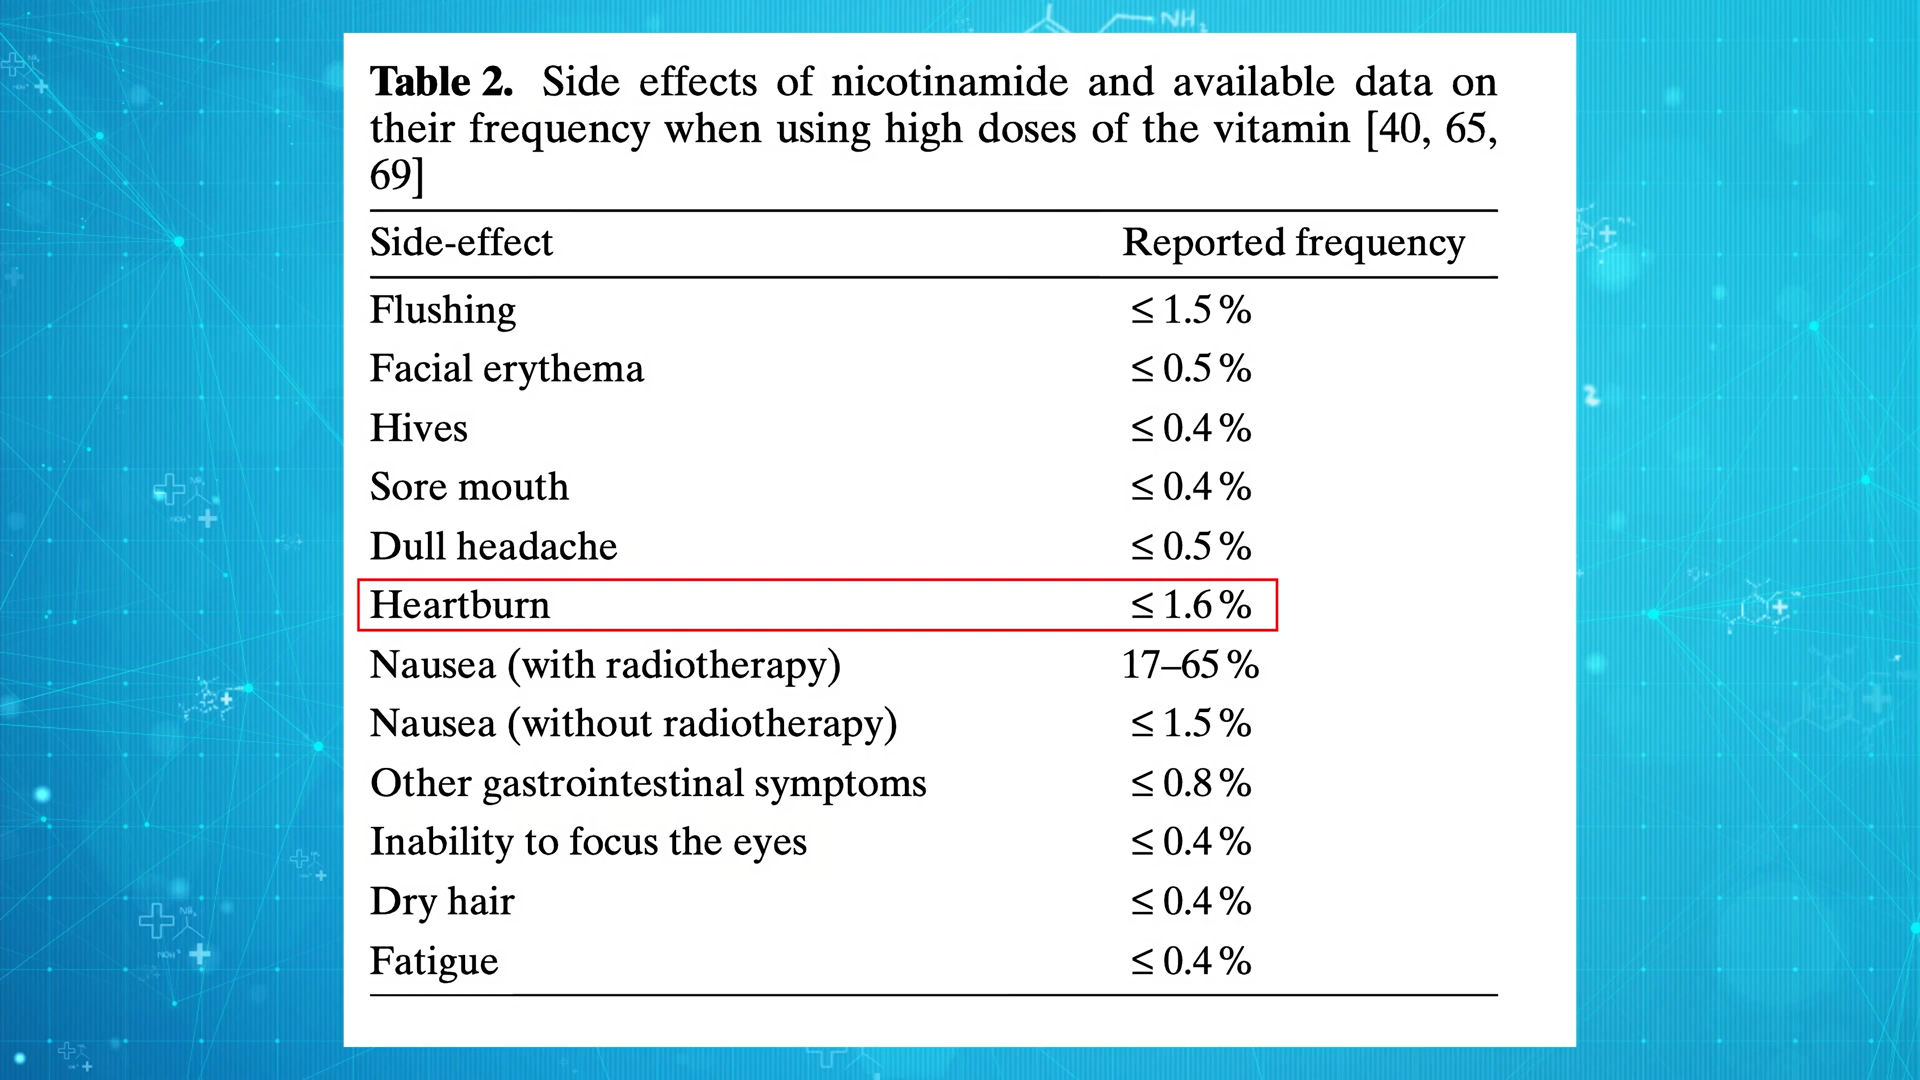 Table 2. Side effects of nicotinamide and available data on
their frequency when using high doses of the vitamin [40, 65,
69]
Side-effect Reported frequency
Flushing ≤ 1.5 %
Facial erythema ≤ 0.5 %
Hives ≤ 0.4 %
Sore mouth ≤ 0.4 %
Dull headache ≤ 0.5 %
Heartburn ≤ 1.6 %
Nausea (with radiotherapy) 17–65 %
Nausea (without radiotherapy) ≤ 1.5 %
Other gastrointestinal symptoms ≤ 0.8 %
Inability to focus the eyes ≤ 0.4 %
Dry hair ≤ 0.4 %
Fatigue ≤ 0.4 %